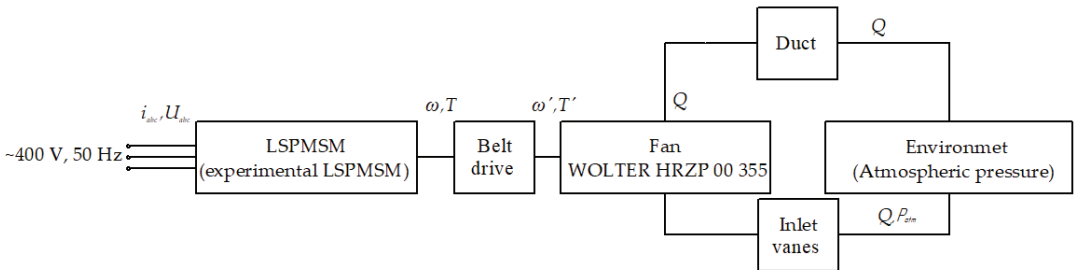 Duct
Q
Q
ω,T
ω´,T´
i_abc, U_abc
~400 V, 50 Hz
LSPMSM
(experimental LSPMSM)
Belt
drive
Fan
WOLTER HRZP 00 355
Environmet
(Atmospheric pressure)
Inlet
vanes
Q,P_atm